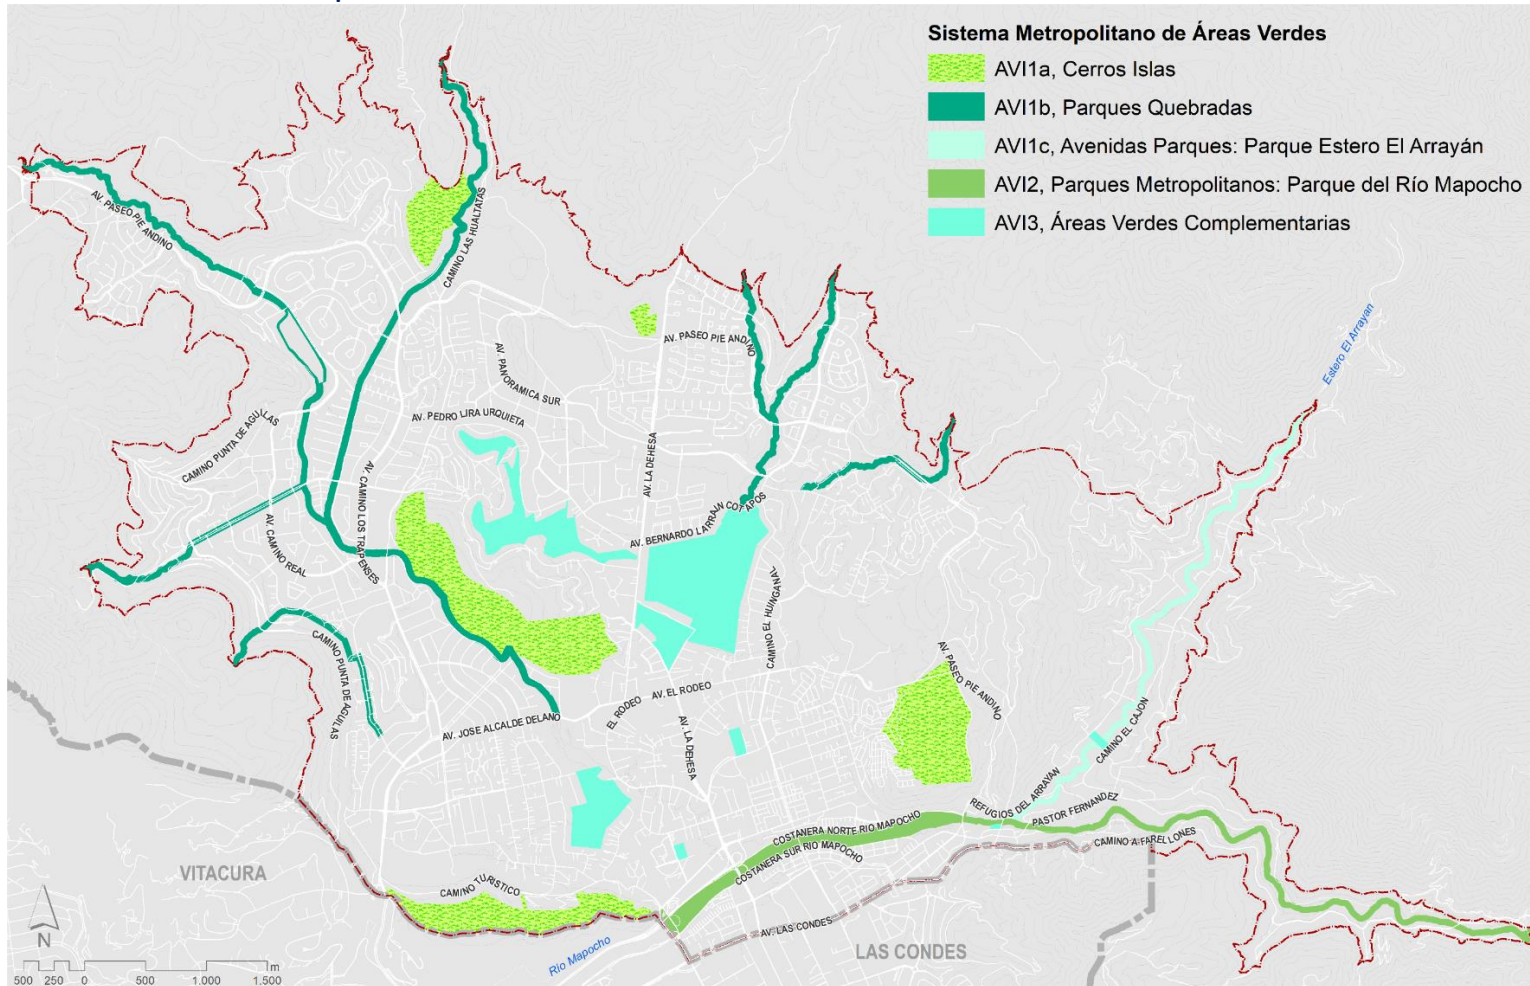 Sistema Metropolitano de Áreas Verdes
AVI1a, Cerros Islas
AVI1b, Parques Quebradas
AVI1c, Avenidas Parques: Parque Estero El Arrayán
AVI2, Parques Metropolitanos: Parque del Río Mapocho
AVI3, Áreas Verdes Complementarias
AV. PASEO PIE ANDINO
CAMINO LAS HUALTATAS
AV. PASEO PIE ANDINO
Estero El Arrayan
AV. PANORAMICA SUR
AV. PEDRO LIRA URQUIETA
CAMINO PUNTA DE AGUILAS
AV. LA DEHESA
AV. CAMINO LOS TRAPENSES
AV. BERNARDO LARRAIN COTAPOS
AV. CAMINO REAL
CAMINO EL HUINGANAL
CAMINO PUNTA DE AGUILAS
AV. PASEO PIE ANDINO
AV. EL RODEO
EL RODEO
AV. JOSE ALCALDE DELANO
AV. LA DEHESA
CAMINO EL CAJON
REFUGIOS DEL ARRAYAN
PASTOR FERNANDEZ
COSTANERA NORTE RIO MAPOCHO
COSTANERA SUR RIO MAPOCHO
CAMINO A FARELLONES
VITACURA
CAMINO TURISTICO
AV. LAS CONDES
LAS CONDES
Río Mapocho
N
500 250 0 500 1.000 1.500 m